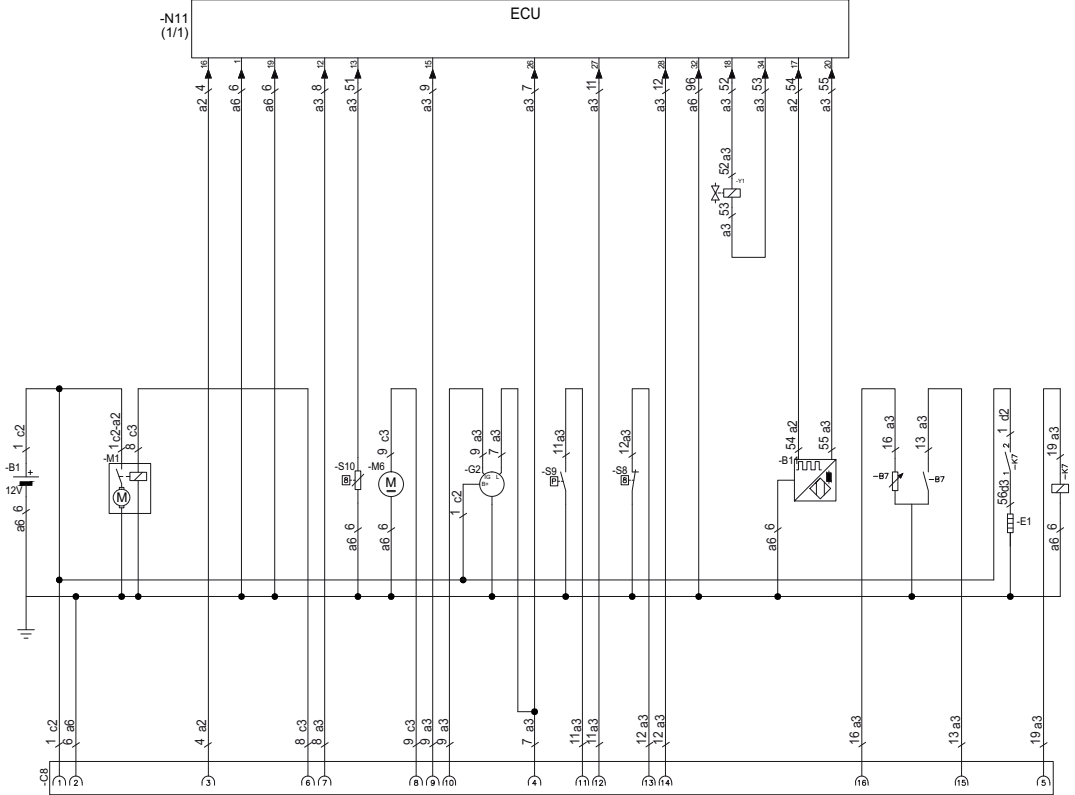 ECU
-N11
(1/1)
16 1 19 12 13 15 26 27 28 32 18 34 17 20
4 6 6 8 51 9 7 11 12 96 52 53 54 55
a2 a6 a6 a3 a3 a3 a3 a3 a3 a6 a3 a3 a2 a3
52 a3
-Y1
a3 53
1 c2
1 c2-a2
8 c3
9 c3
9 a3
7 a3
11a3
12a3
54 a2
55 a3
16 a3
13 a3
1 d2
19 a3
2
-K7
1
-B1
+
12V
-M1
M
-S10
-M6
M
-G2
IG L
B+
-S9
P
-S8
-B11
-B7
-B7
-K7
56d3
-E1
a6 6
a6 6
a6 6
1 c2
a6 6
a6 6
1 c2
6 a6
4 a2
8 c3
8 a3
9 c3
9 a3
9 a3
7 a3
11a3
11a3
12 a3
12 a3
16 a3
13 a3
19 a3
-C8
1 2 3 6 7 8 9 10 4 11 12 13 14 16 15 5